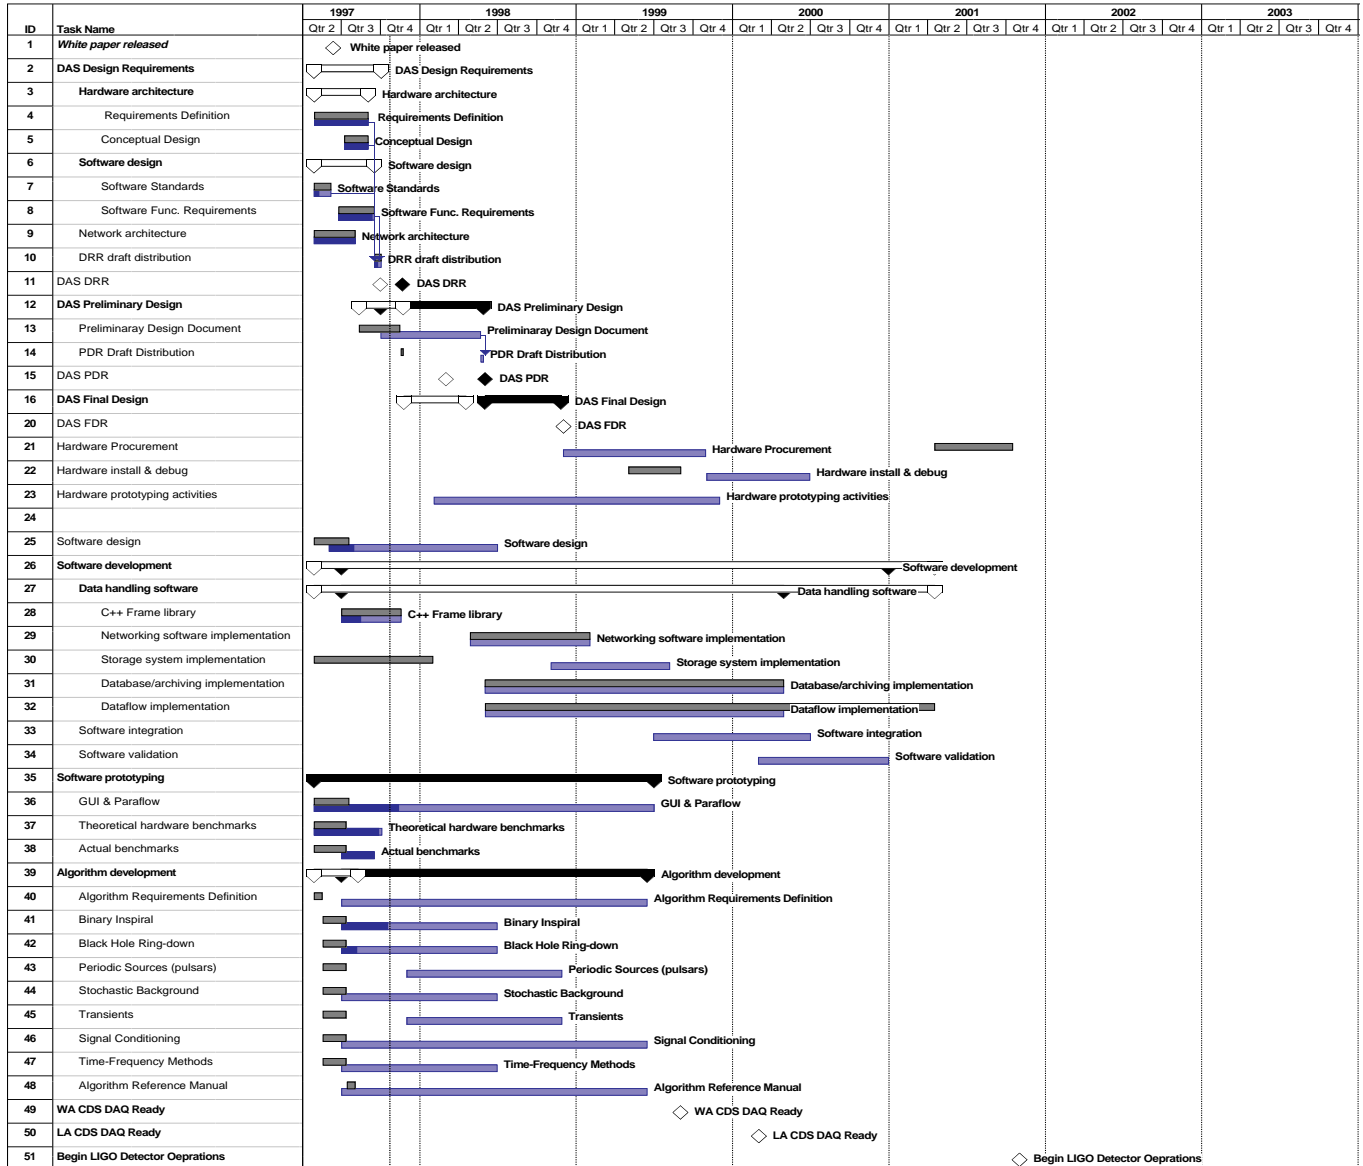 1997 1998 1999 2000 2001 2002 2003
ID Task Name Qtr 2 Qtr 3 Qtr 4 Qtr 1 Qtr 2 Qtr 3 Qtr 4 Qtr 1 Qtr 2 Qtr 3 Qtr 4 Qtr 1 Qtr 2 Qtr 3 Qtr 4 Qtr 1 Qtr 2 Qtr 3 Qtr 4 Qtr 1 Qtr 2 Qtr 3 Qtr 4 Qtr 1 Qtr 2 Qtr 3 Qtr 4
1 White paper released White paper released
2 DAS Design Requirements DAS Design Requirements
3 Hardware architecture Hardware architecture
4 Requirements Definition Requirements Definition
5 Conceptual Design Conceptual Design
6 Software design Software design
7 Software Standards Software Standards
8 Software Func. Requirements Software Func. Requirements
9 Network architecture Network architecture
10 DRR draft distribution DRR draft distribution
11 DAS DRR DAS DRR
12 DAS Preliminary Design DAS Preliminary Design
13 Preliminaray Design Document Preliminaray Design Document
14 PDR Draft Distribution PDR Draft Distribution
15 DAS PDR DAS PDR
16 DAS Final Design DAS Final Design
20 DAS FDR DAS FDR
21 Hardware Procurement Hardware Procurement
22 Hardware install & debug Hardware install & debug
23 Hardware prototyping activities Hardware prototyping activities
24
25 Software design Software design
26 Software development Software development
27 Data handling software Data handling software
28 C++ Frame library C++ Frame library
29 Networking software implementation Networking software implementation
30 Storage system implementation Storage system implementation
31 Database/archiving implementation Database/archiving implementation
32 Dataflow implementation Dataflow implementation
33 Software integration Software integration
34 Software validation Software validation
35 Software prototyping Software prototyping
36 GUI & Paraflow GUI & Paraflow
37 Theoretical hardware benchmarks Theoretical hardware benchmarks
38 Actual benchmarks Actual benchmarks
39 Algorithm development Algorithm development
40 Algorithm Requirements Definition Algorithm Requirements Definition
41 Binary Inspiral Binary Inspiral
42 Black Hole Ring-down Black Hole Ring-down
43 Periodic Sources (pulsars) Periodic Sources (pulsars)
44 Stochastic Background Stochastic Background
45 Transients Transients
46 Signal Conditioning Signal Conditioning
47 Time-Frequency Methods Time-Frequency Methods
48 Algorithm Reference Manual Algorithm Reference Manual
49 WA CDS DAQ Ready WA CDS DAQ Ready
50 LA CDS DAQ Ready LA CDS DAQ Ready
51 Begin LIGO Detector Oeprations Begin LIGO Detector Oeprations